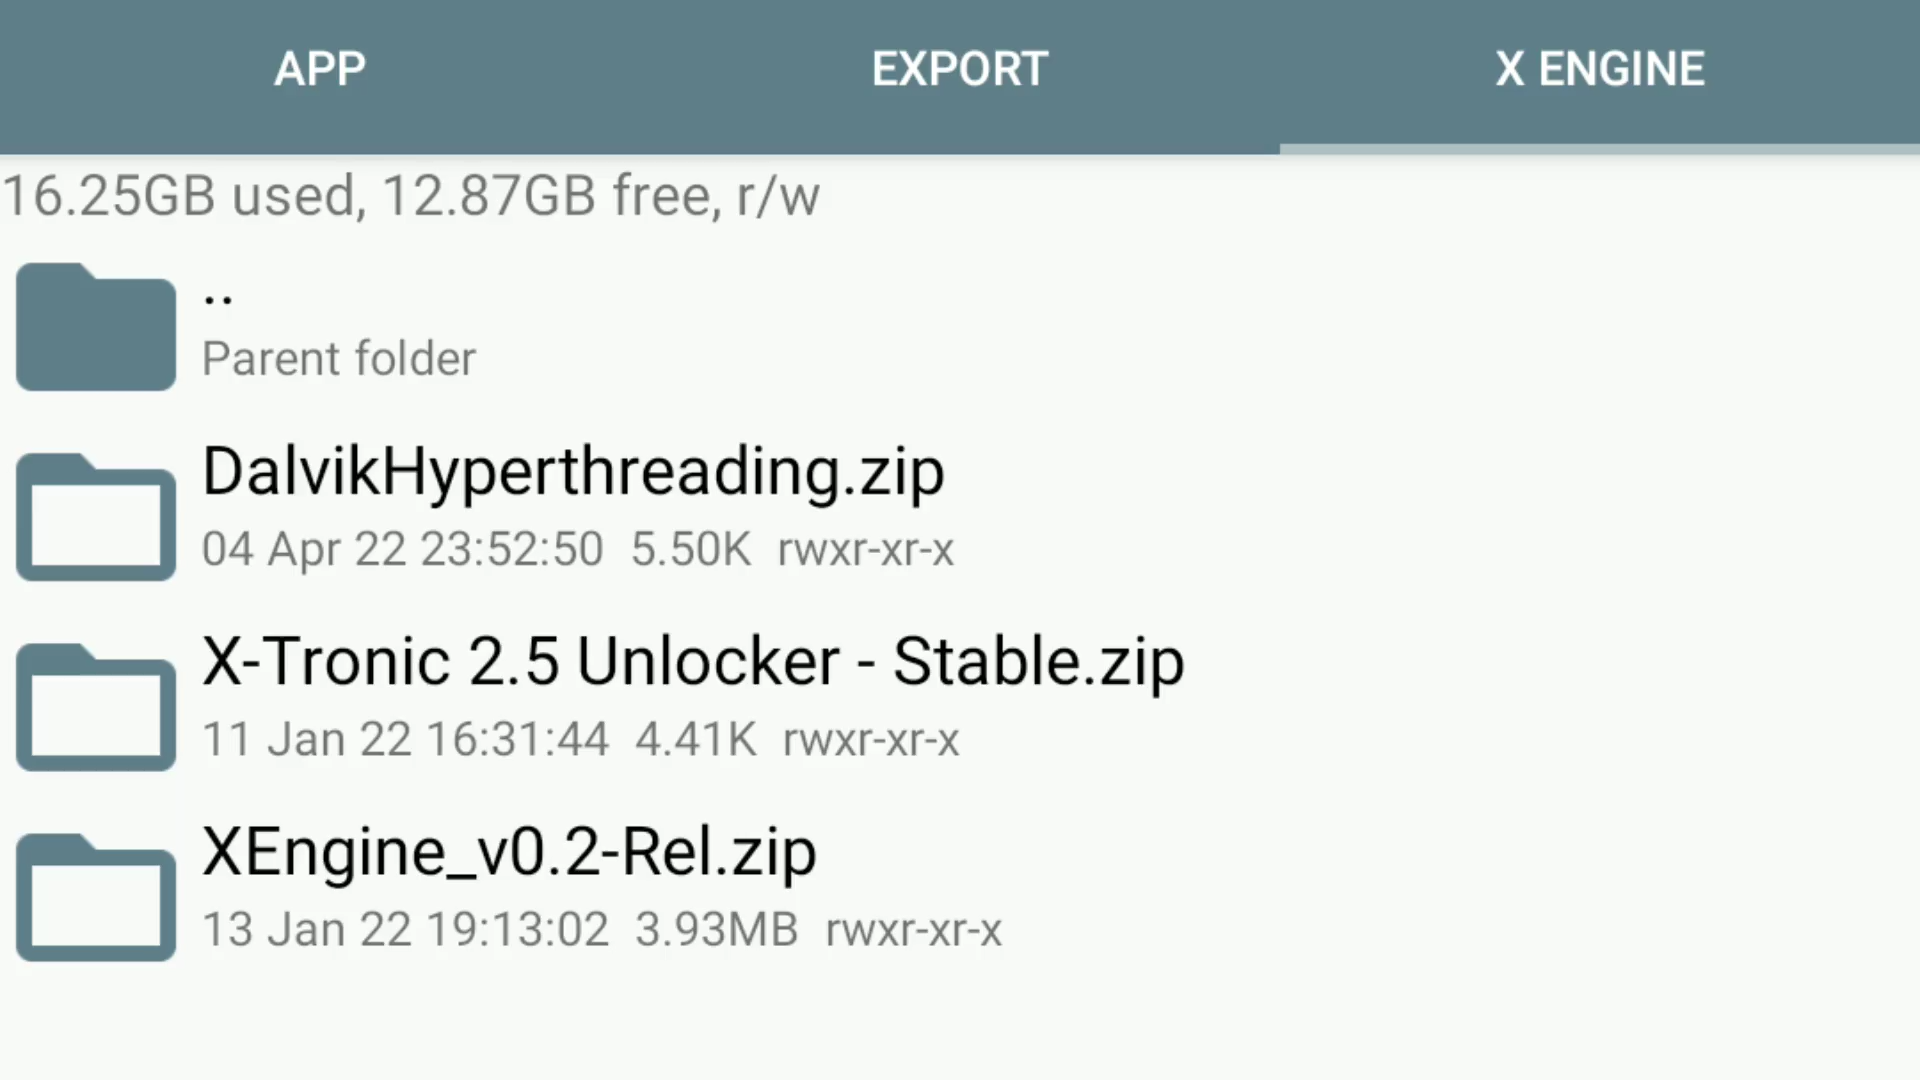 APP EXPORT X ENGINE
16.25GB used, 12.87GB free, r/w
..
Parent folder
DalvikHyperthreading.zip
04 Apr 22 23:52:50 5.50K rwxr-xr-x
X-Tronic 2.5 Unlocker - Stable.zip
11 Jan 22 16:31:44 4.41K rwxr-xr-x
XEngine_v0.2-Rel.zip
13 Jan 22 19:13:02 3.93MB rwxr-xr-x